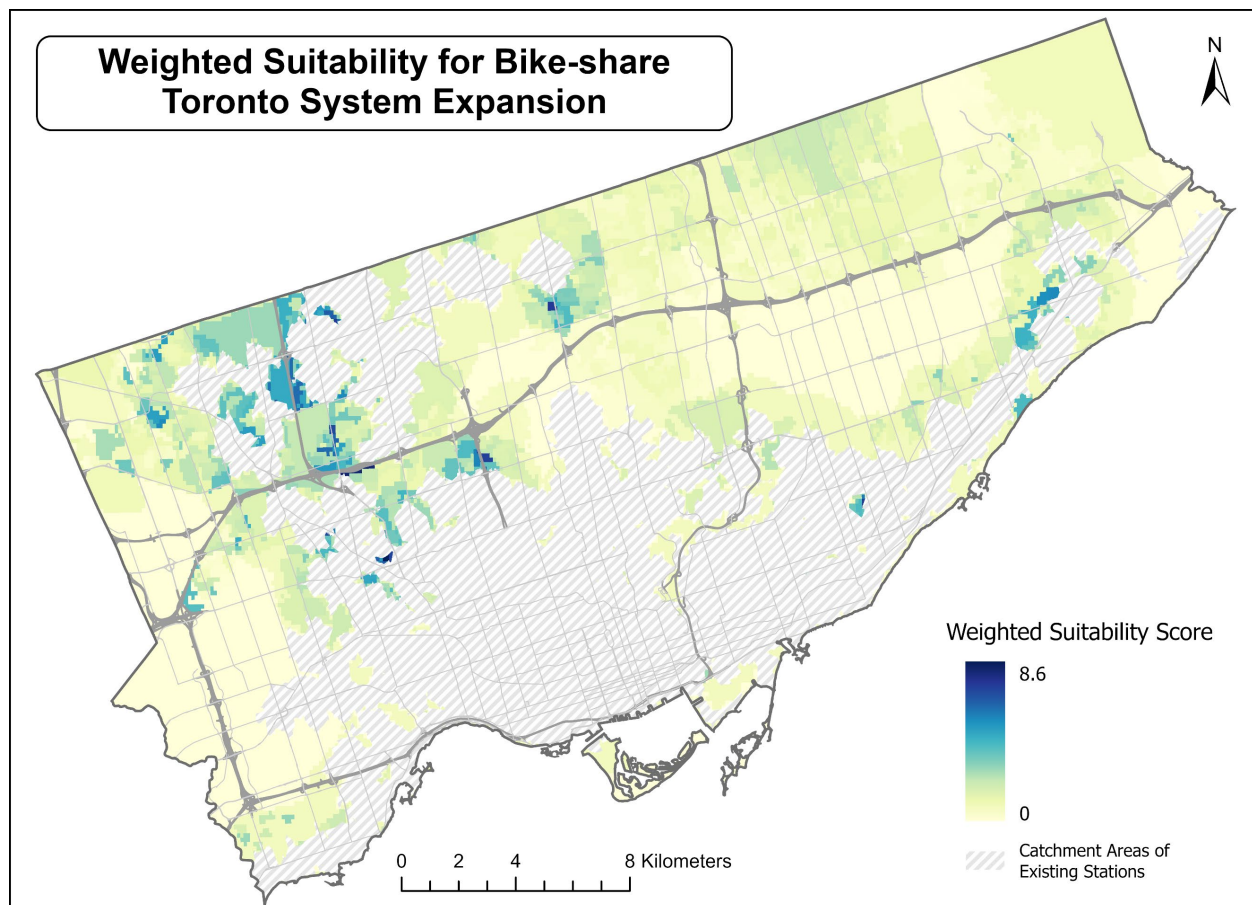 Weighted Suitability for Bike-share
Toronto System Expansion
N
Weighted Suitability Score
8.6
0
Catchment Areas of
Existing Stations
0 2 4 8 Kilometers